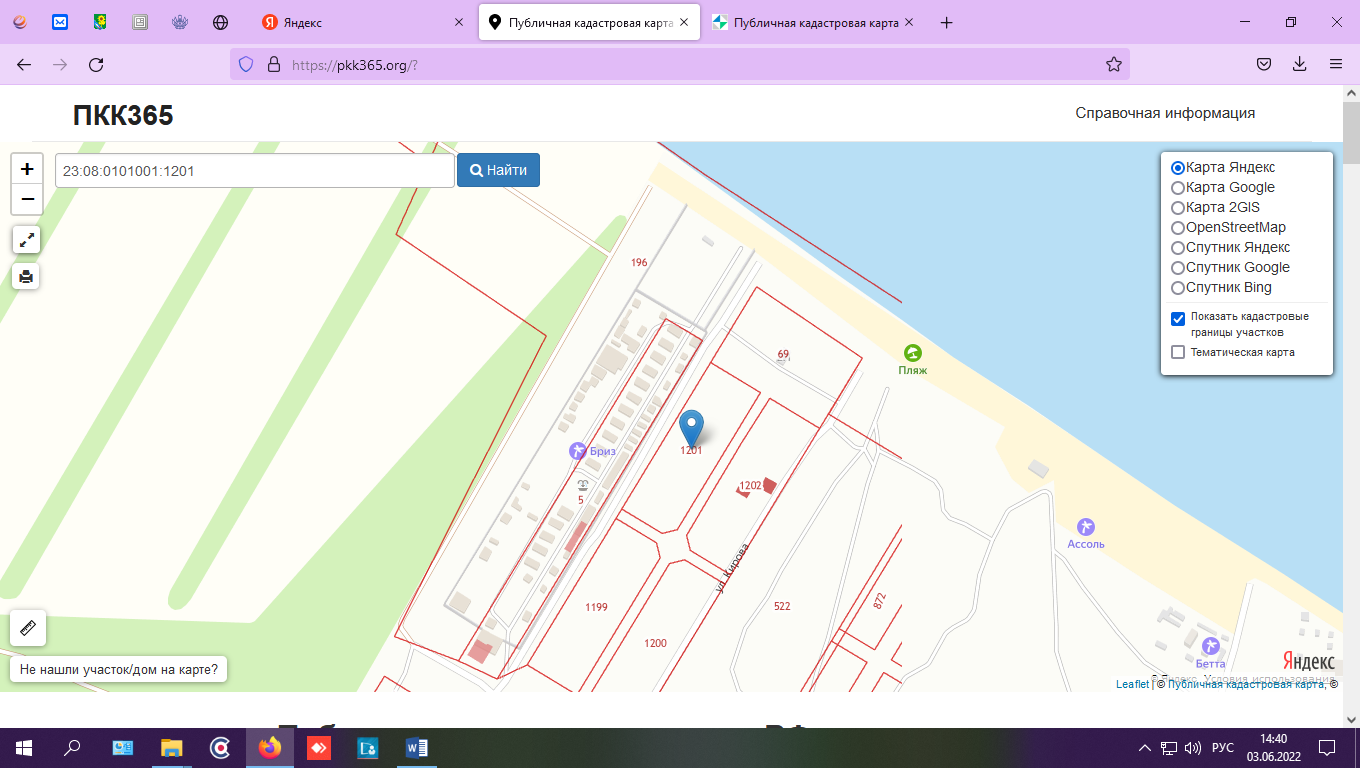 Яндекс
Публичная кадастровая карта
Публичная кадастровая карта
https://pkk365.org/?
ПКК365
Справочная информация
+
23:08:0101001:1201
Найти
−
Карта Яндекс
Карта Google
Карта 2GIS
OpenStreetMap
Спутник Яндекс
Спутник Google
Спутник Bing
Показать кадастровые
границы участков
Тематическая карта
196
69
Пляж
1201
Бриз
1202
5
Ассоль
ул. Кирова
1199
522
872
1200
Бетта
Яндекс
Не нашли участок/дом на карте?
Условия использования
Leaflet | © Публичная кадастровая карта, ©
РУС
14:40
03.06.2022